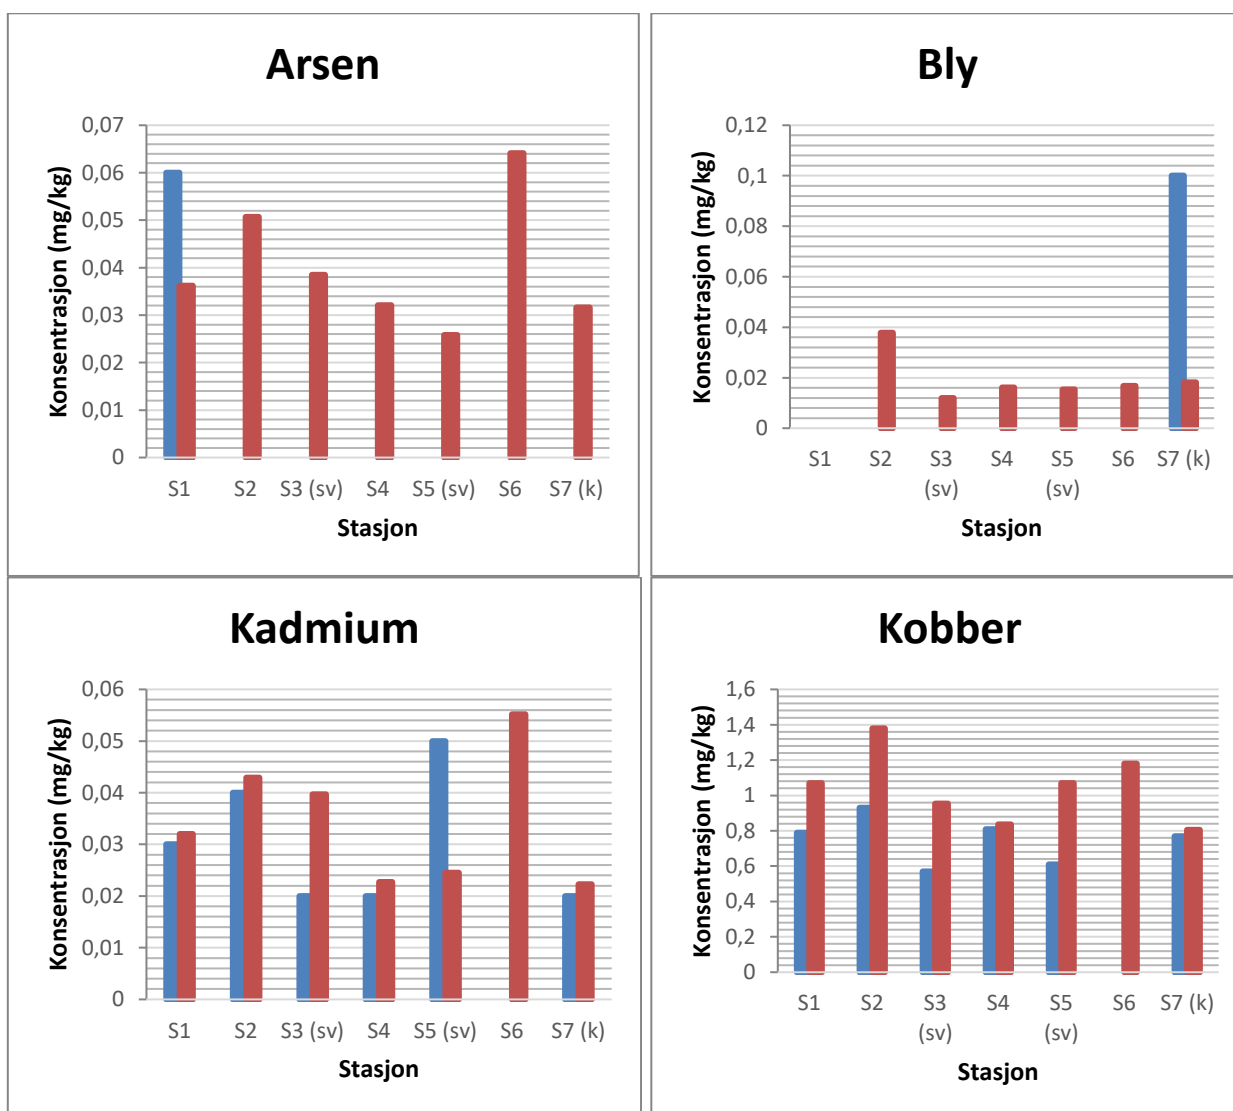 Arsen
Konsentrasjon (mg/kg)
0,07
0,06
0,05
0,04
0,03
0,02
0,01
0
S1 S2 S3 (sv) S4 S5 (sv) S6 S7 (k)
Stasjon
Bly
Konsentrasjon (mg/kg)
0,12
0,1
0,08
0,06
0,04
0,02
0
S1 S2 S3 S4 S5 S6 S7 (k)
(sv) (sv)
Stasjon
Kadmium
Konsentrasjon (mg/kg)
0,06
0,05
0,04
0,03
0,02
0,01
0
S1 S2 S3 (sv) S4 S5 (sv) S6 S7 (k)
Stasjon
Kobber
Konsentrasjon (mg/kg)
1,6
1,4
1,2
1
0,8
0,6
0,4
0,2
0
S1 S2 S3 S4 S5 S6 S7 (k)
(sv) (sv)
Stasjon